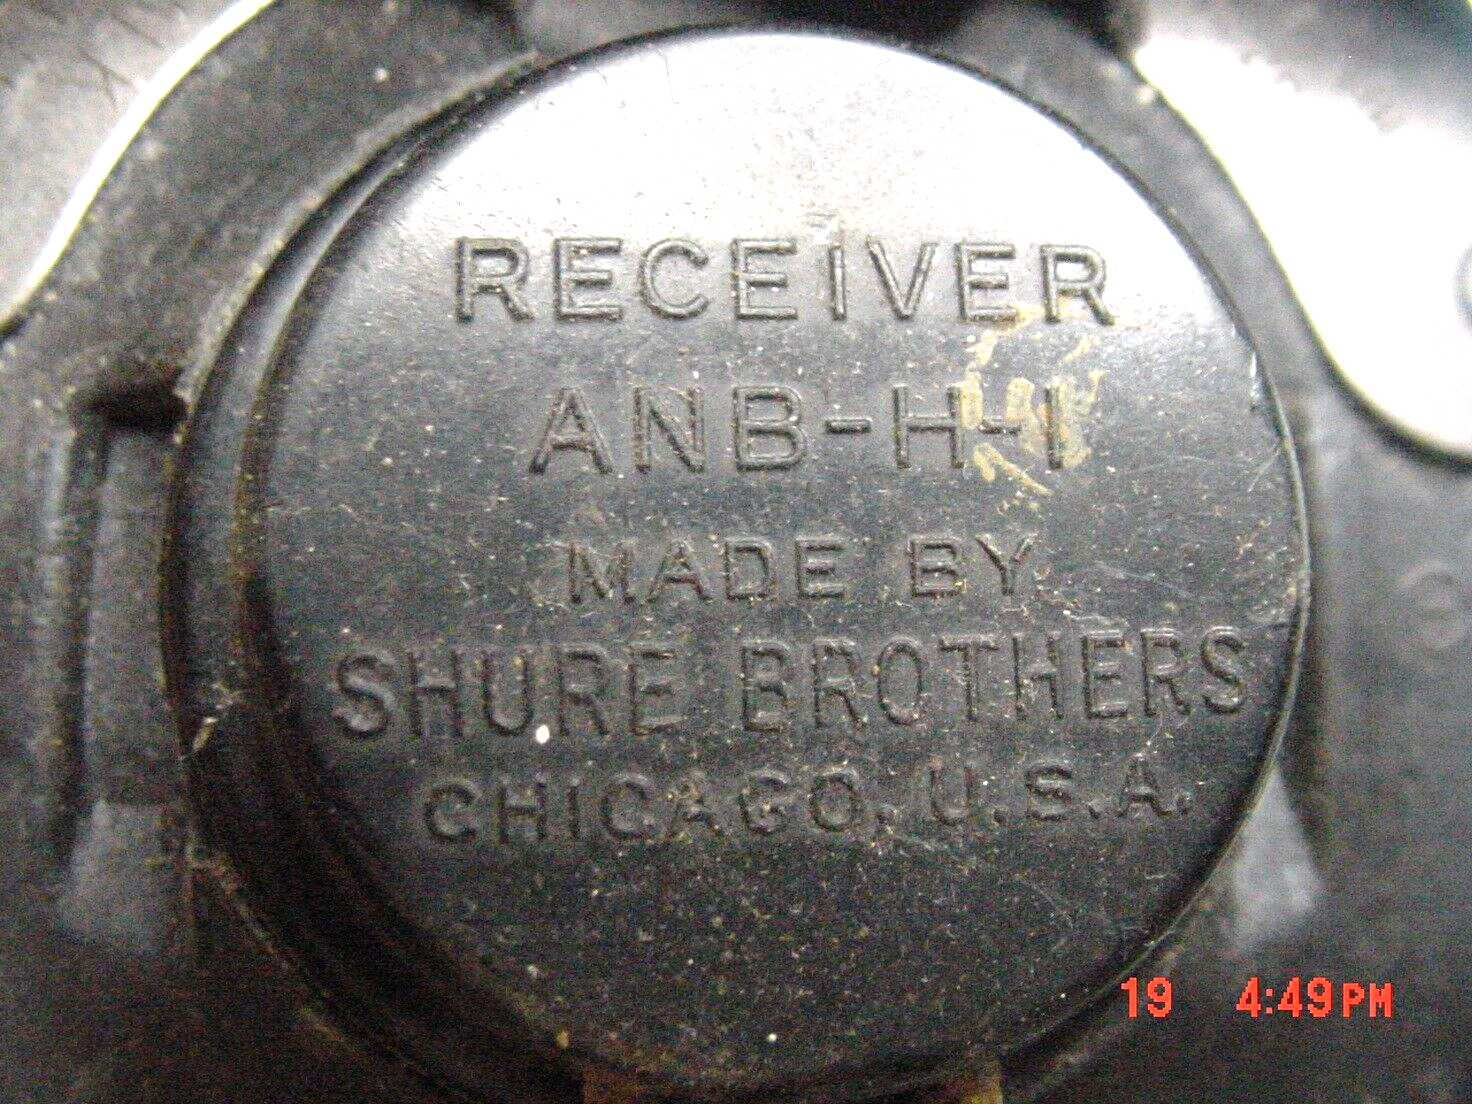 RECEIVER
ANB-H-1
MADE BY
SHURE BROTHERS
CHICAGO, U.S.A.
19 4:49PM